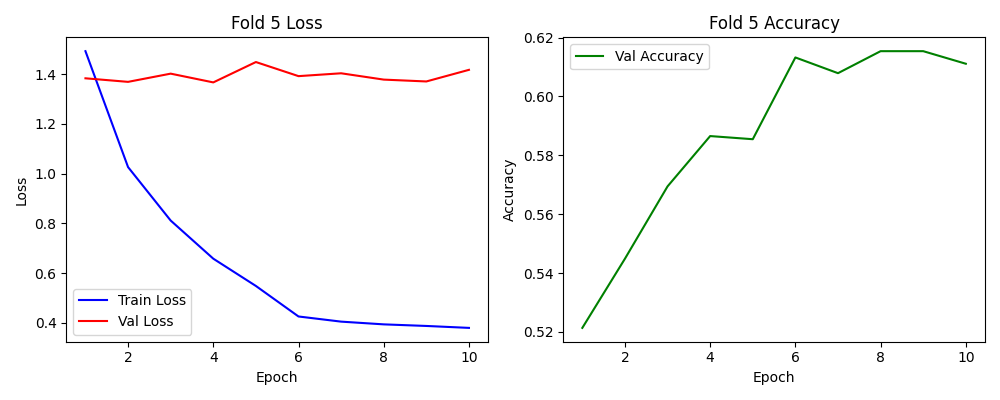 Fold 5 Loss
1.4
1.2
1.0
0.8
0.6
0.4
Loss
Train Loss
Val Loss
2 4 6 8 10
Epoch
Fold 5 Accuracy
0.62
0.60
0.58
0.56
0.54
0.52
Accuracy
Val Accuracy
2 4 6 8 10
Epoch